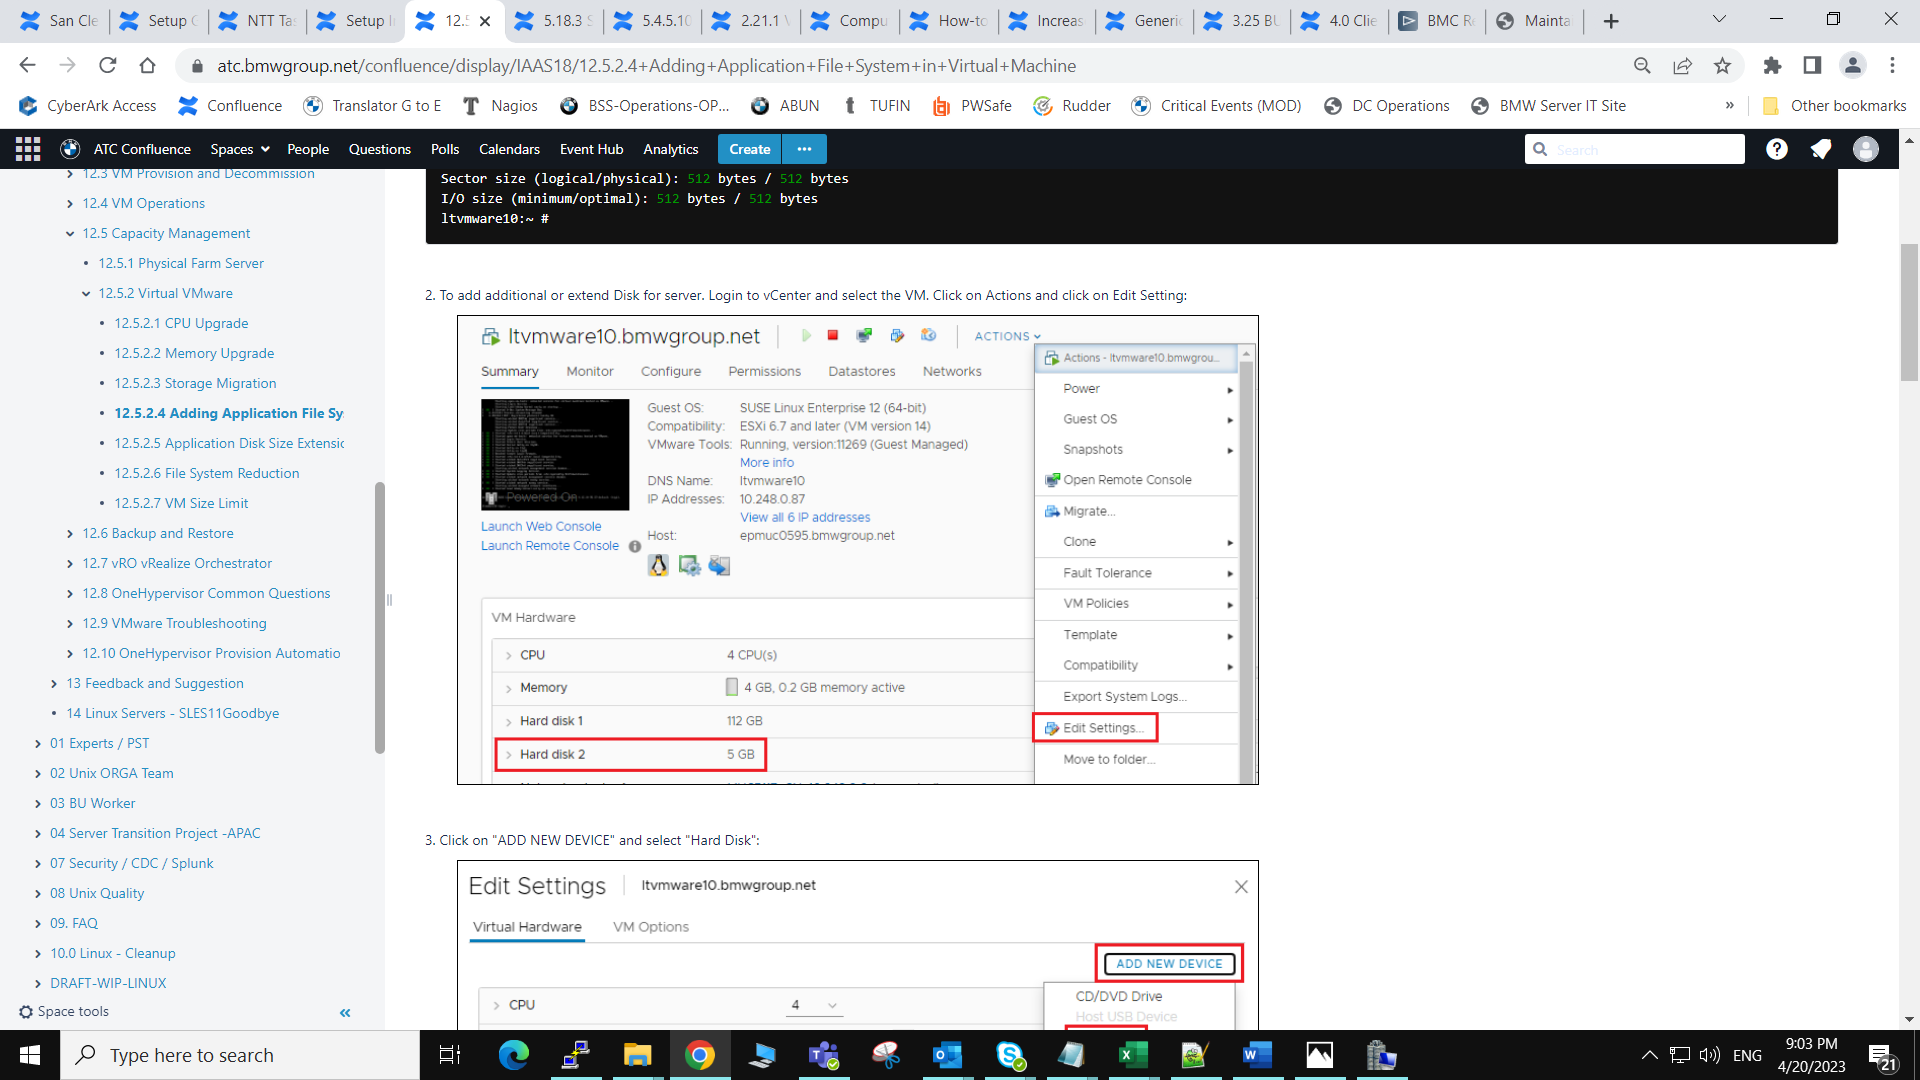 San Cle
Setup C
NTT Ta
Setup I
12.5
5.18.3 S
5.4.5.10
2.21.1 V
Compu
How-to
Increas
Generic
3.25 BU
4.0 Clie
BMC R
Mainta
atc.bmwgroup.net/confluence/display/IAAS18/12.5.2.4+Adding+Application+File+System+in+Virtual+Machine
CyberArk Access
Confluence
Translator G to E
Nagios
BSS-Operations-OP...
ABUN
TUFIN
PWSafe
Rudder
Critical Events (MOD)
DC Operations
BMW Server IT Site
»
Other bookmarks
ATC Confluence
Spaces
People
Questions
Polls
Calendars
Event Hub
Analytics
Create
...
Search
12.3 VM Provision and Decommission
12.4 VM Operations
12.5 Capacity Management
12.5.1 Physical Farm Server
12.5.2 Virtual VMware
12.5.2.1 CPU Upgrade
12.5.2.2 Memory Upgrade
12.5.2.3 Storage Migration
12.5.2.4 Adding Application File Sy
12.5.2.5 Application Disk Size Extensic
12.5.2.6 File System Reduction
12.5.2.7 VM Size Limit
12.6 Backup and Restore
12.7 vRO vRealize Orchestrator
12.8 OneHypervisor Common Questions
12.9 VMware Troubleshooting
12.10 OneHypervisor Provision Automatio
13 Feedback and Suggestion
14 Linux Servers - SLES11Goodbye
01 Experts / PST
02 Unix ORGA Team
03 BU Worker
04 Server Transition Project -APAC
07 Security / CDC / Splunk
08 Unix Quality
09. FAQ
10.0 Linux - Cleanup
DRAFT-WIP-LINUX
Space tools
«
Sector size (logical/physical): 512 bytes / 512 bytes
I/O size (minimum/optimal): 512 bytes / 512 bytes
ltvmware10:~ #
2. To add additional or extend Disk for server. Login to vCenter and select the VM. Click on Actions and click on Edit Setting:
ltvmware10.bmwgroup.net
ACTIONS
Summary
Monitor
Configure
Permissions
Datastores
Networks
Powered On
Launch Web Console
Launch Remote Console
Guest OS: SUSE Linux Enterprise 12 (64-bit)
Compatibility: ESXi 6.7 and later (VM version 14)
VMware Tools: Running, version:11269 (Guest Managed)
More info
DNS Name: ltvmware10
IP Addresses: 10.248.0.87
View all 6 IP addresses
Host: epmuc0595.bmwgroup.net
VM Hardware
CPU 4 CPU(s)
Memory 4 GB, 0.2 GB memory active
Hard disk 1 112 GB
Hard disk 2 5 GB
Actions - ltvmware10.bmwgrou...
Power
Guest OS
Snapshots
Open Remote Console
Migrate...
Clone
Fault Tolerance
VM Policies
Template
Compatibility
Export System Logs...
Edit Settings...
Move to folder...
3. Click on "ADD NEW DEVICE" and select "Hard Disk":
Edit Settings ltvmware10.bmwgroup.net
Virtual Hardware
VM Options
ADD NEW DEVICE
CPU 4
CD/DVD Drive
Host USB Device
Type here to search
ENG
9:03 PM
4/20/2023
21